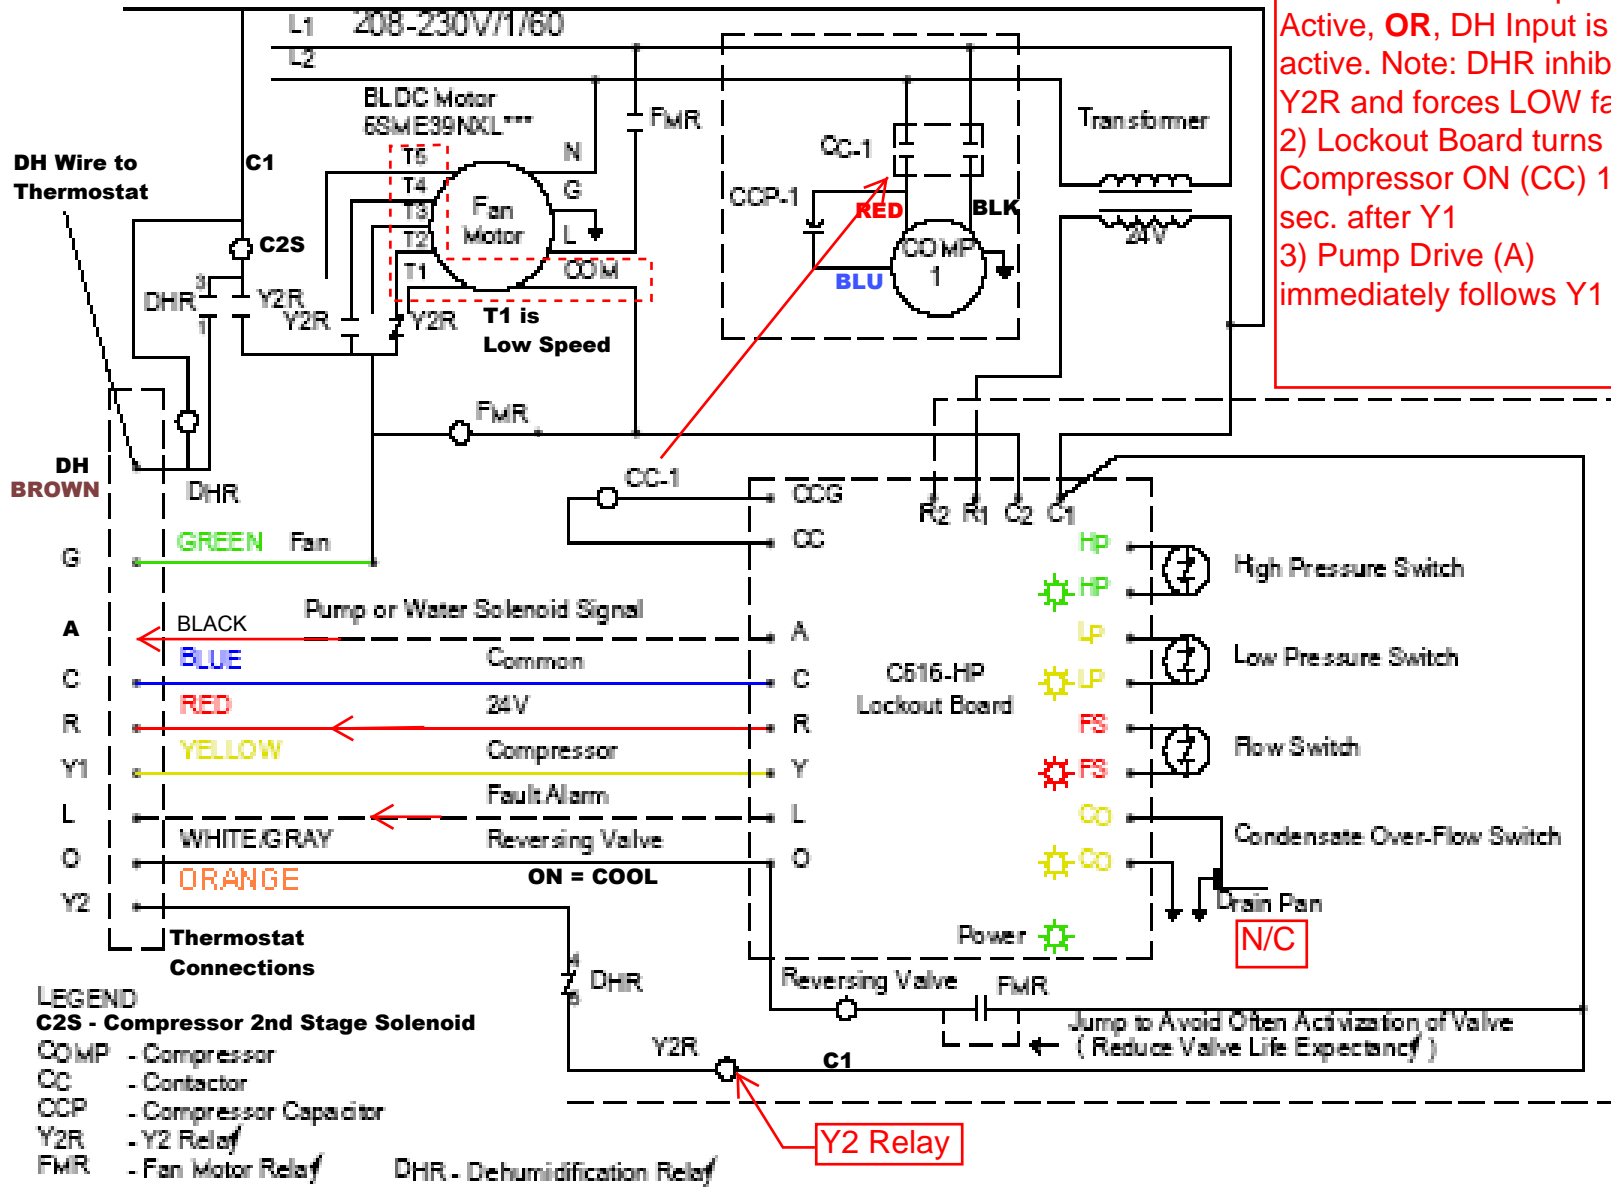 L1 208-230V/1/60
L2
Active, OR, DH Input is
active. Note: DHR
Y2R and forces LOW
2) Lockout Board turns
Compressor ON (CC)
sec. after Y1
3) Pump Drive (A)
immediately follows Y1
BLDC Motor
6SME39NXL***
FMR
Transformer
24V
CC-1
CCP-1
RED
BLK
BLU
COMP
1
DH Wire to
Thermostat
C1
T5
T4
T3
T2
T1
Fan
Motor
N
G
L
COM
C2S
3
DHR
1
Y2R
Y2R
Y2R
T1 is
Low Speed
FMR
DH
BROWN
DHR
CC-1
CCG
CC
R2 R1 C2 C1
G
GREEN Fan
HP
HP
High Pressure Switch
A
BLACK
Pump or Water Solenoid Signal
A
LP
LP
Low Pressure Switch
C
BLUE
Common
C
C616-HP
Lockout Board
R
RED
24V
R
FS
FS
Flow Switch
Y1
YELLOW
Compressor
Y
L
Fault Alarm
L
CO
CO
Condensate Over-Flow Switch
O
WHITE/GRAY
Reversing Valve
O
ORANGE
ON = COOL
Y2
Drain Pan
N/C
Power
Thermostat
Connections
4
DHR
5
Reversing Valve
FMR
Jump to Avoid Often Activization of Valve
( Reduce Valve Life Expectancy )
Y2R
C1
Y2 Relay
LEGEND
C2S - Compressor 2nd Stage Solenoid
COMP - Compressor
CC - Contactor
CCP - Compressor Capacitor
Y2R - Y2 Relay
FMR - Fan Motor Relay DHR - Dehumidification Relay